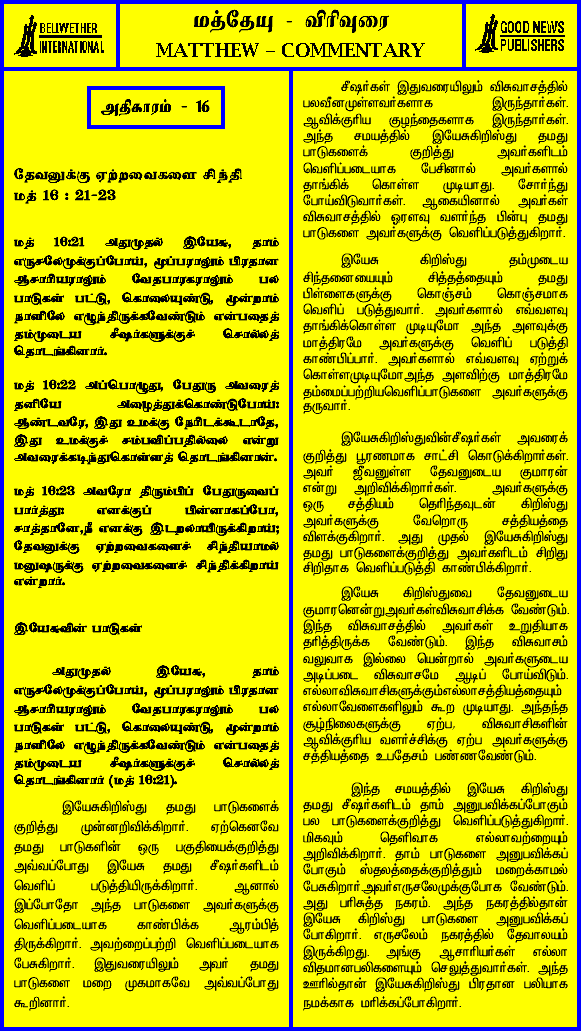 BELLWETHER
INTERNATIONAL
மத்தேயு - விரிவுரை
MATTHEW – COMMENTARY
GOOD NEWS
PUBLISHERS
அதிகாரம் - 16
தேவனுக்கு ஏற்றவைகளை சிந்தி
மத் 16 : 21-23
மத் 16:21 அதுமுதல் இயேசு, தாம்
எருசலேமுக்குப்போய், மூப்பராலும் பிரதான
ஆசாரியராலும் வேதபாரகராலும் பல
பாடுகள் பட்டு, கொலையுண்டு, மூன்றாம்
நாளிலே எழுந்திருக்கவேண்டும் என்பதைத்
தம்முடைய சீஷர்களுக்குச் சொல்லத்
தொடங்கினார்.
மத் 16:22 அப்பொழுது, பேதுரு அவரைத்
தனியே அழைத்துக்கொண்டுபோய்:
ஆண்டவரே, இது உமக்கு நேரிடக்கூடாதே,
இது உமக்குச் சம்பவிப்பதில்லை என்று
அவரைக்கடிந்துகொள்ளத் தொடங்கினான்.
மத் 16:23 அவரோ திரும்பிப் பேதுருவைப்
பார்த்து: எனக்குப் பின்னாகப்போ,
சாத்தானே,நீ எனக்கு இடறலாயிருக்கிறாய்;
தேவனுக்கு ஏற்றவைகளைச் சிந்தியாமல்
மனுஷருக்கு ஏற்றவைகளைச் சிந்திக்கிறாய்
என்றார்.
இயேசுவின் பாடுகள்
அதுமுதல் இயேசு, தாம்
எருசலேமுக்குப்போய், மூப்பராலும் பிரதான
ஆசாரியராலும் வேதபாரகராலும் பல
பாடுகள் பட்டு, கொலையுண்டு, மூன்றாம்
நாளிலே எழுந்திருக்கவேண்டும் என்பதைத்
தம்முடைய சீஷர்களுக்குச் சொல்லத்
தொடங்கினார் (மத் 16:21).
இயேசுகிறிஸ்து தமது பாடுகளைக்
குறித்து முன்னறிவிக்கிறார். ஏற்கெனவே
தமது பாடுகளின் ஒரு பகுதியைக்குறித்து
அவ்வப்போது இயேசு தமது சீஷர்களிடம்
வெளிப் படுத்தியிருக்கிறார். ஆனால்
இப்போதோ அந்த பாடுகளை அவர்களுக்கு
வெளிப்படையாக காண்பிக்க ஆரம்பித்
திருக்கிறார். அவற்றைப்பற்றி வெளிப்படையாக
பேசுகிறார். இதுவரையிலும் அவர் தமது
பாடுகளை மறை முகமாகவே அவ்வப்போது
கூறினார்.
சீஷர்கள் இதுவரையிலும் விசுவாசத்தில்
பலவீனமுள்ளவர்களாக இருந்தார்கள்.
ஆவிக்குரிய குழந்தைகளாக இருந்தார்கள்.
அந்த சமயத்தில் இயேசுகிறிஸ்து தமது
பாடுகளைக் குறித்து அவர்களிடம்
வெளிப்படையாக பேசினால் அவர்களால்
தாங்கிக் கொள்ள முடியாது. சோர்ந்து
போய்விடுவார்கள். ஆகையினால் அவர்கள்
விசுவாசத்தில் ஓரளவு வளர்ந்த பின்பு தமது
பாடுகளை அவர்களுக்கு வெளிப்படுத்துகிறார்.
இயேசு கிறிஸ்து தம்முடைய
சிந்தனையையும் சித்தத்தையும் தமது
பிள்ளைகளுக்கு கொஞ்சம் கொஞ்சமாக
வெளிப் படுத்துவார். அவர்களால் எவ்வளவு
தாங்கிக்கொள்ள முடியுமோ அந்த அளவுக்கு
மாத்திரமே அவர்களுக்கு வெளிப் படுத்தி
காண்பிப்பார். அவர்களால் எவ்வளவு ஏற்றுக்
கொள்ளமுடியுமோஅந்த அளவிற்கு மாத்திரமே
தம்மைப்பற்றியவெளிப்பாடுகளை அவர்களுக்கு
தருவார்.
இயேசுகிறிஸ்துவின்சீஷர்கள் அவரைக்
குறித்து பூரணமாக சாட்சி கொடுக்கிறார்கள்.
அவர் ஜீவனுள்ள தேவனுடைய குமாரன்
என்று அறிவிக்கிறார்கள். அவர்களுக்கு
ஒரு சத்தியம் தெரிந்தவுடன் கிறிஸ்து
அவர்களுக்கு வேறொரு சத்தியத்தை
விளக்குகிறார். அது முதல் இயேசுகிறிஸ்து
தமது பாடுகளைக்குறித்து அவர்களிடம் சிறிது
சிறிதாக வெளிப்படுத்தி காண்பிக்கிறார்.
இயேசு கிறிஸ்துவை தேவனுடைய
குமாரனென்றுஅவர்கள்விசுவாசிக்க வேண்டும்.
இந்த விசுவாசத்தில் அவர்கள் உறுதியாக
தரித்திருக்க வேண்டும். இந்த விசுவாசம்
வலுவாக இல்லை யென்றால் அவர்களுடைய
அடிப்படை விசுவாசமே ஆடிப் போய்விடும்.
எல்லாவிசுவாசிகளுக்கும்எல்லாசத்தியத்தையும்
எல்லாவேளைகளிலும் கூற முடியாது. அந்தந்த
சூழ்நிலைகளுக்கு ஏற்ப, விசுவாசிகளின்
ஆவிக்குரிய வளர்ச்சிக்கு ஏற்ப அவர்களுக்கு
சத்தியத்தை உபதேசம் பண்ணவேண்டும்.
இந்த சமயத்தில் இயேசு கிறிஸ்து
தமது சீஷர்களிடம் தாம் அனுபவிக்கப்போகும்
பல பாடுகளைக்குறித்து வெளிப்படுத்துகிறார்.
மிகவும் தெளிவாக எல்லாவற்றையும்
அறிவிக்கிறார். தாம் பாடுகளை அனுபவிக்கப்
போகும் ஸ்தலத்தைக்குறித்தும் மறைக்காமல்
பேசுகிறார்.அவர்எருசலேமுக்குபோக வேண்டும்.
அது பரிசுத்த நகரம். அந்த நகரத்தில்தான்
இயேசு கிறிஸ்து பாடுகளை அனுபவிக்கப்
போகிறார். எருசலேம் நகரத்தில் தேவாலயம்
இருக்கிறது. அங்கு ஆசாரியர்கள் எல்லா
விதமானபலிகளையும் செலுத்துவார்கள். அந்த
ஊரில்தான் இயேசுகிறிஸ்து பிரதான பலியாக
நமக்காக மரிக்கப்போகிறார்.